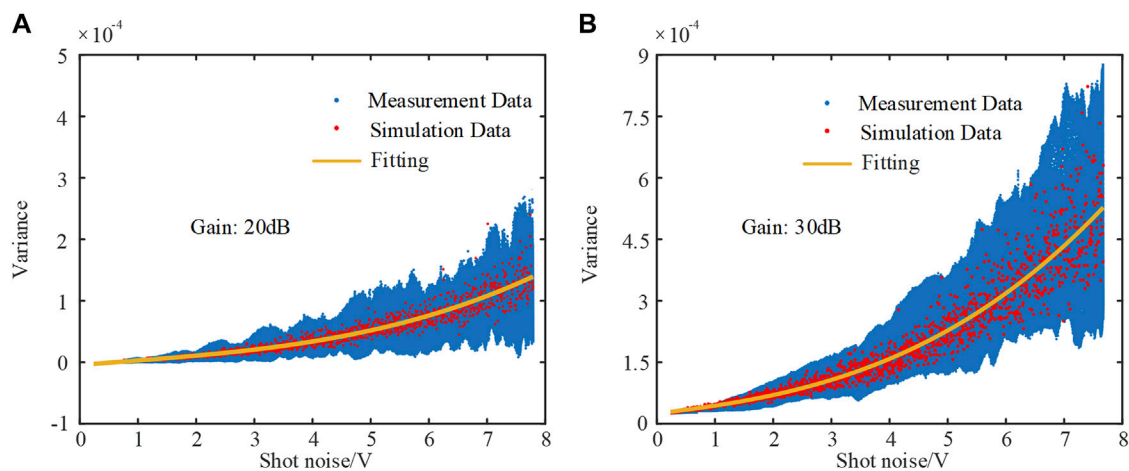 A
×10⁻⁴
5
4
3
2
1
0
-1
Variance
Measurement Data
Simulation Data
Fitting
Gain: 20dB
0 1 2 3 4 5 6 7 8
Shot noise/V
B
×10⁻⁴
9
7.5
6
4.5
3
1.5
0
Variance
Measurement Data
Simulation Data
Fitting
Gain: 30dB
0 1 2 3 4 5 6 7 8
Shot noise/V